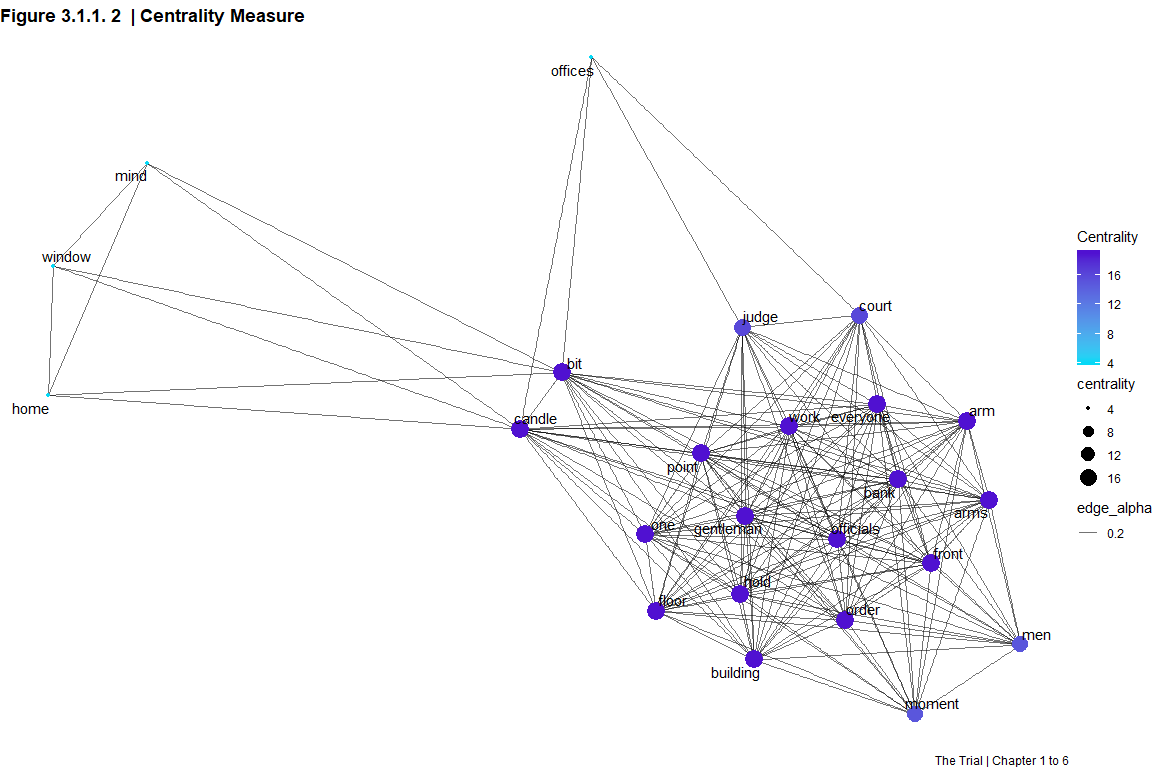 Figure 3.1.1. 2 | Centrality Measure
offices
mind
window
home
judge
court
bit
candle
work
everyone
arm
point
bank
arms
one
gentleman
officials
front
hold
floor
order
men
building
moment
Centrality
16
12
8
4
centrality
4
8
12
16
edge_alpha
0.2
The Trial | Chapter 1 to 6